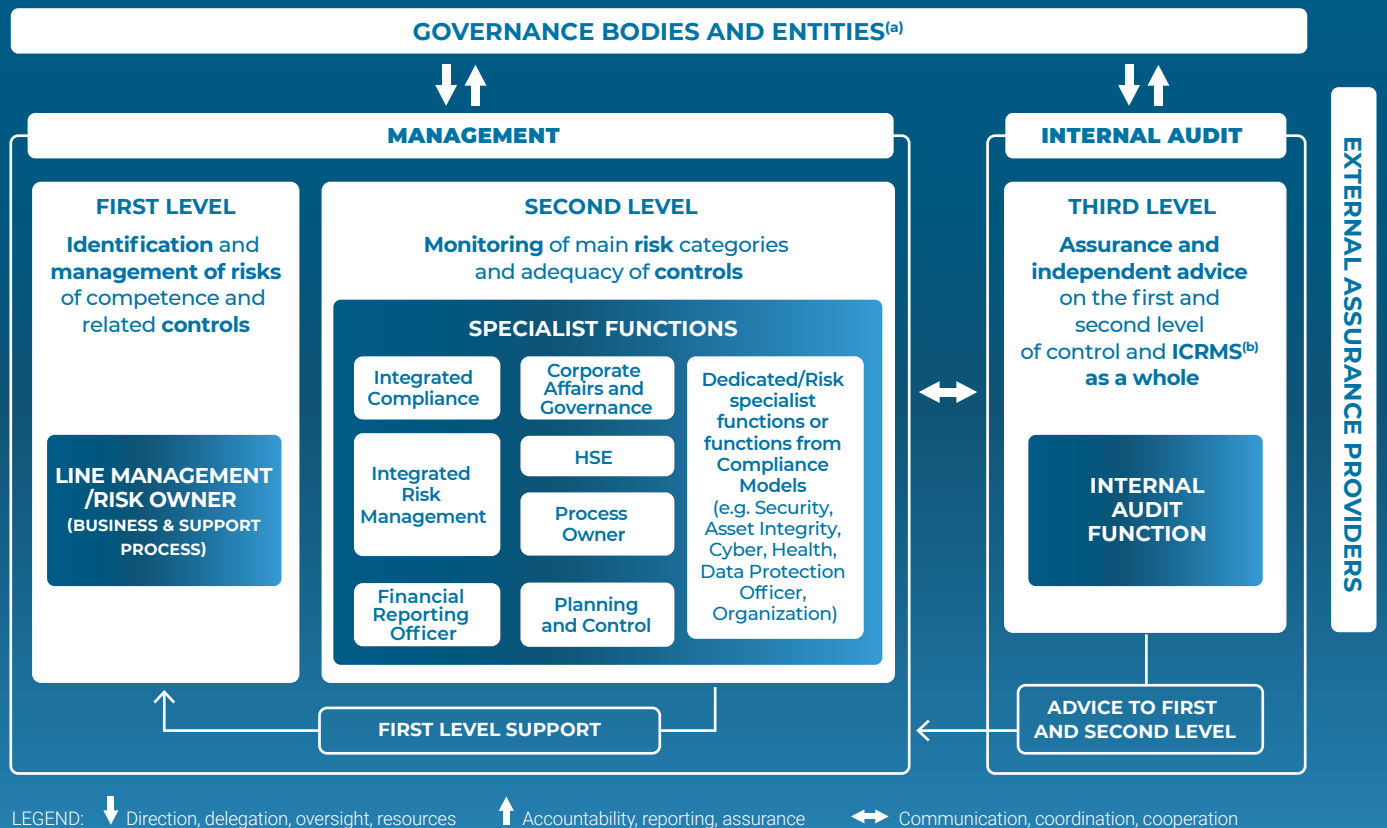 GOVERNANCE BODIES AND ENTITIES(a)
MANAGEMENT
FIRST LEVEL
Identification and
management of risks
of competence and
related controls
LINE MANAGEMENT
/RISK OWNER
(BUSINESS & SUPPORT
PROCESS)
SECOND LEVEL
Monitoring of main risk categories
and adequacy of controls
SPECIALIST FUNCTIONS
Integrated
Compliance
Integrated
Risk
Management
Financial
Reporting
Officer
Corporate
Affairs and
Governance
HSE
Process
Owner
Planning
and Control
Dedicated/Risk
specialist
functions or
functions from
Compliance
Models
(e.g. Security,
Asset Integrity,
Cyber, Health,
Data Protection
Officer,
Organization)
FIRST LEVEL SUPPORT
INTERNAL AUDIT
THIRD LEVEL
Assurance and
independent advice
on the first and
second level
of control and ICRMS(b)
as a whole
INTERNAL
AUDIT
FUNCTION
ADVICE TO FIRST
AND SECOND LEVEL
EXTERNAL ASSURANCE PROVIDERS
LEGEND: Direction, delegation, oversight, resources Accountability, reporting, assurance Communication, coordination, cooperation